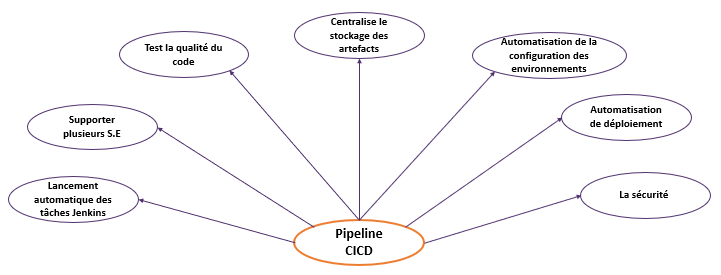 Centralise le
stockage des
artefacts
Test la qualité du
code
Automatisation de la
configuration des
environnements
Supporter
plusieurs S.E
Automatisation
de déploiement
Lancement
automatique des
tâches Jenkins
La sécurité
Pipeline
CICD